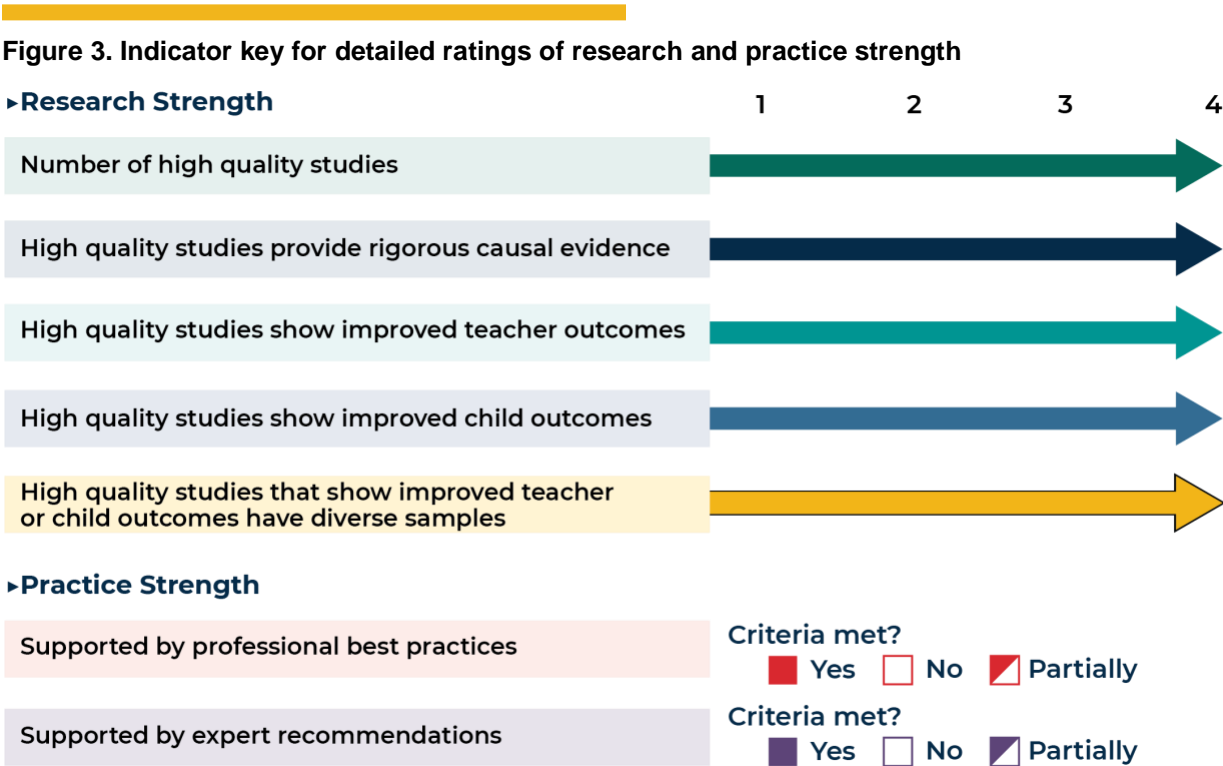 Figure 3. Indicator key for detailed ratings of research and practice strength
▸Research Strength 1 2 3 4
Number of high quality studies
High quality studies provide rigorous causal evidence
High quality studies show improved teacher outcomes
High quality studies show improved child outcomes
High quality studies that show improved teacher
or child outcomes have diverse samples
▸Practice Strength
Supported by professional best practices
Criteria met?
Yes No Partially
Supported by expert recommendations
Criteria met?
Yes No Partially